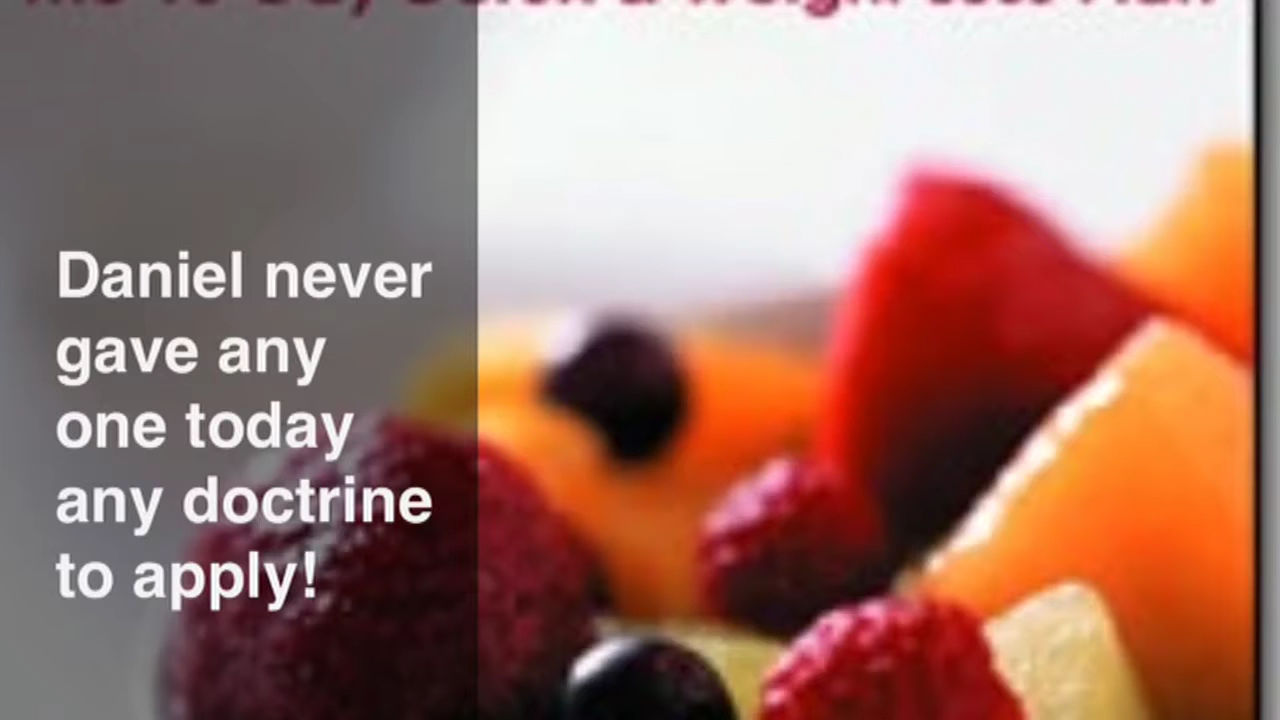 Daniel never
gave any
one today
any doctrine
to apply!